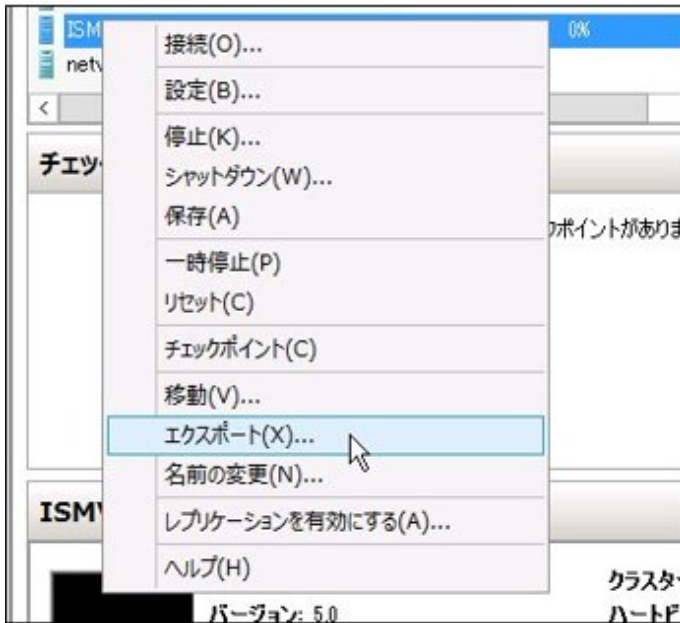 ISM
0%
netw
接続(O)...
設定(B)...
停止(K)...
チェッ
シャットダウン(W)...
保存(A)
クポイントがありま
一時停止(P)
リセット(C)
チェックポイント(C)
移動(V)...
エクスポート(X)...
名前の変更(N)...
ISMV
レプリケーションを有効にする(A)...
ヘルプ(H)
クラスター
バージョン: 5.0
ハートビ